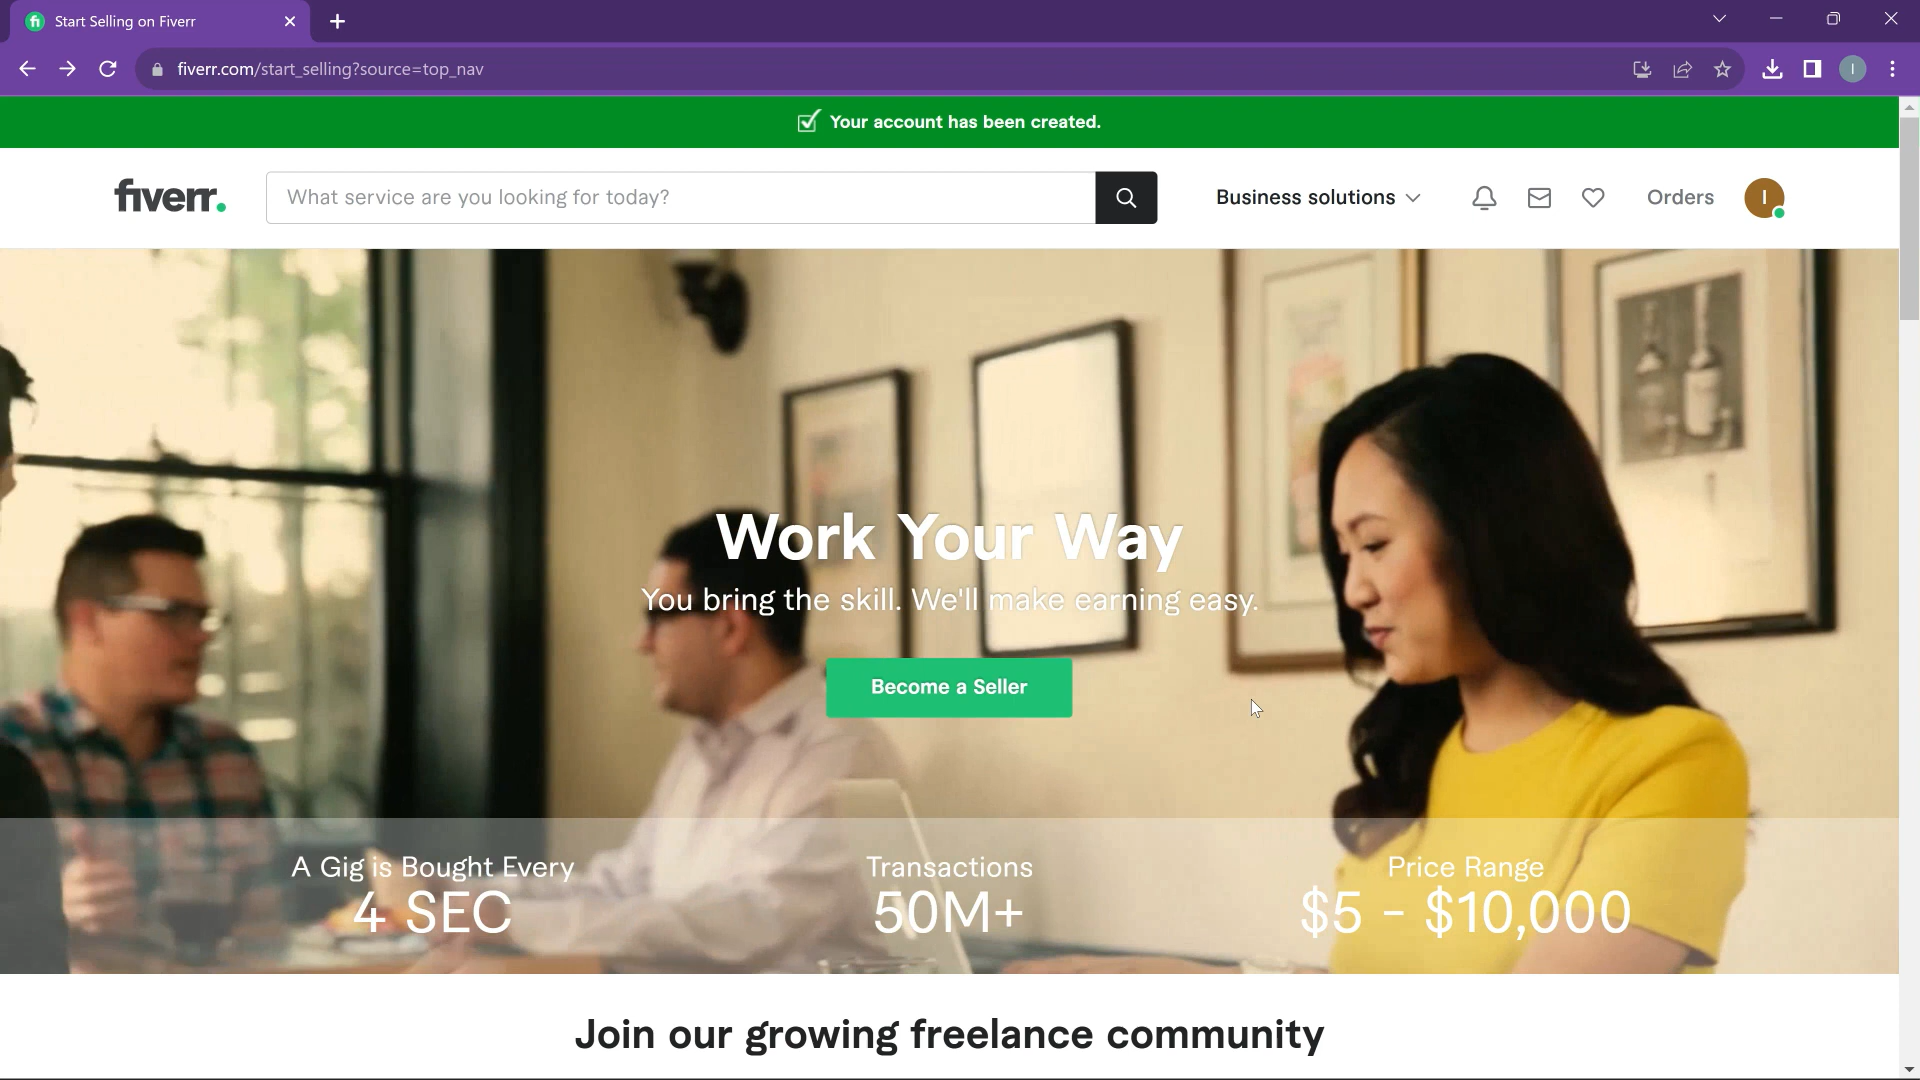 Start Selling on Fiverr
fiverr.com/start_selling?source=top_nav
I
Your account has been created.
fiverr.
What service are you looking for today?
Business solutions
Orders
I
Work Your Way
You bring the skill. We'll make earning easy.
Become a Seller
A Gig is Bought Every
4 SEC
Transactions
50M+
Price Range
$5 - $10,000
Join our growing freelance community